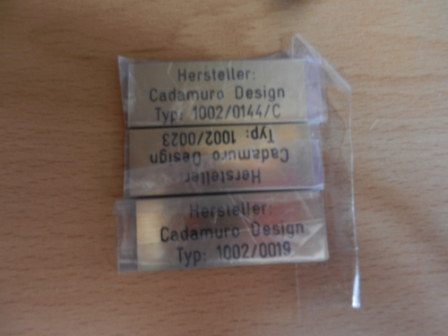 Hersteller:
Cadamuro Design
Typ: 1002/0144/C
Hersteller:
Cadamuro Design
Typ: 1002/0023
Hersteller:
Cadamuro Design
Typ: 1002/0019